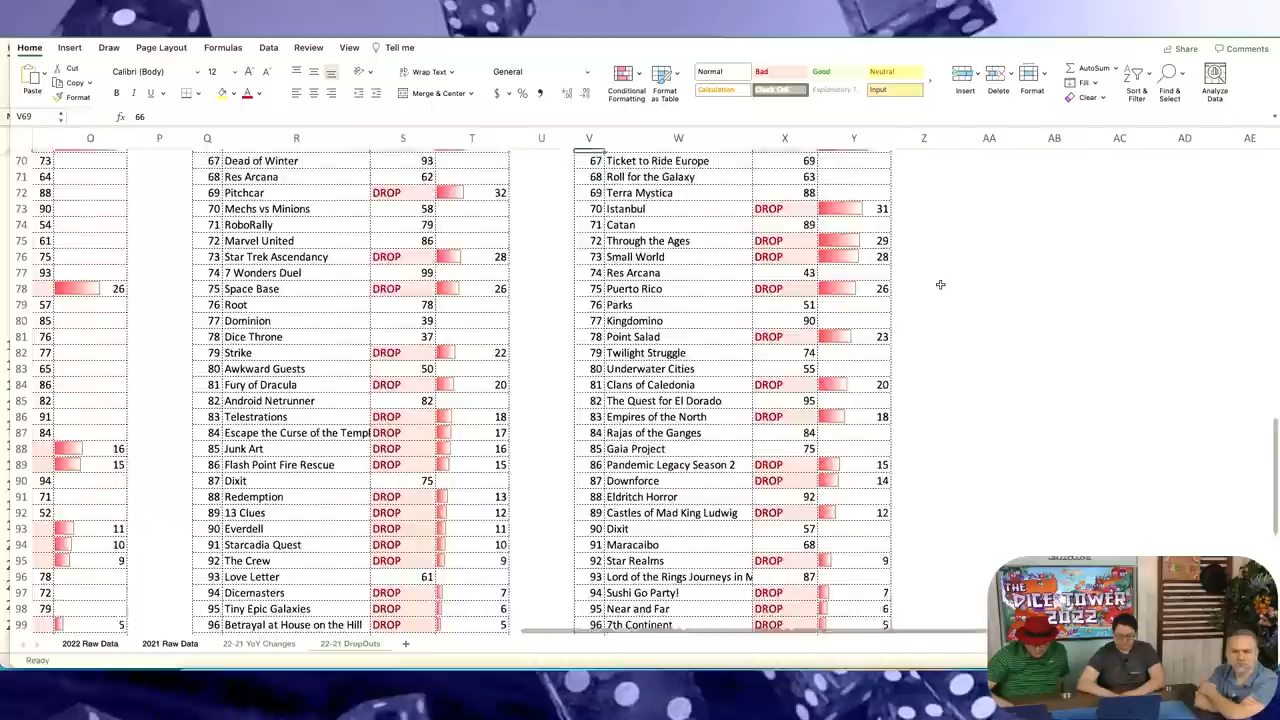 Home Insert Draw Page Layout Formulas Data Review View Tell me Share Comments
Paste Cut Copy Format Calibri (Body) 12 Wrap Text Merge & Center General Conditional Formatting Format as Table Normal Bad Good Neutral Calculation Check Cell Explanatory T... Input Insert Delete Format AutoSum Fill Clear Sort & Filter Find & Select Analyze Data
V69 fx 66
O P Q R S T U V W X Y Z AA AB AC AD AE
70 73 67 Dead of Winter 93 67 Ticket to Ride Europe 69
71 64 68 Res Arcana 62 68 Roll for the Galaxy 63
72 88 69 Pitchcar DROP 32 69 Terra Mystica 88
73 90 70 Mechs vs Minions 58 70 Istanbul DROP 31
74 54 71 RoboRally 79 71 Catan 89
75 61 72 Marvel United 86 72 Through the Ages DROP 29
76 75 73 Star Trek Ascendancy DROP 28 73 Small World DROP 28
77 93 74 7 Wonders Duel 99 74 Res Arcana 43
78 26 75 Space Base DROP 26 75 Puerto Rico DROP 26
79 57 76 Root 78 76 Parks 51
80 85 77 Dominion 39 77 Kingdomino 90
81 76 78 Dice Throne 37 78 Point Salad DROP 23
82 77 79 Strike DROP 22 79 Twilight Struggle 74
83 65 80 Awkward Guests 50 80 Underwater Cities 55
84 86 81 Fury of Dracula DROP 20 81 Clans of Caledonia DROP 20
85 82 82 Android Netrunner 82 82 The Quest for El Dorado 95
86 91 83 Telestrations DROP 18 83 Empires of the North DROP 18
87 84 84 Escape the Curse of the Templ DROP 17 84 Rajas of the Ganges 84
88 16 85 Junk Art DROP 16 85 Gaia Project 75
89 15 86 Flash Point Fire Rescue DROP 15 86 Pandemic Legacy Season 2 DROP 15
90 94 87 Dixit 75 87 Downforce DROP 14
91 71 88 Redemption DROP 13 88 Eldritch Horror 92
92 52 89 13 Clues DROP 12 89 Castles of Mad King Ludwig DROP 12
93 11 90 Everdell DROP 11 90 Dixit 57
94 10 91 Starcadia Quest DROP 10 91 Maracaibo 68
95 9 92 The Crew DROP 9 92 Star Realms DROP 9
96 78 93 Love Letter 61 93 Lord of the Rings Journeys in M 87
97 72 94 Dicemasters DROP 7 94 Sushi Go Party! DROP 7
98 79 95 Tiny Epic Galaxies DROP 6 95 Near and Far DROP 6
99 5 96 Betrayal at House on the Hill DROP 5 96 7th Continent DROP 5
2022 Raw Data 2021 Raw Data 22-21 YoY Changes 22-21 DropOuts +
Ready
THE
DICE TOWER
2022